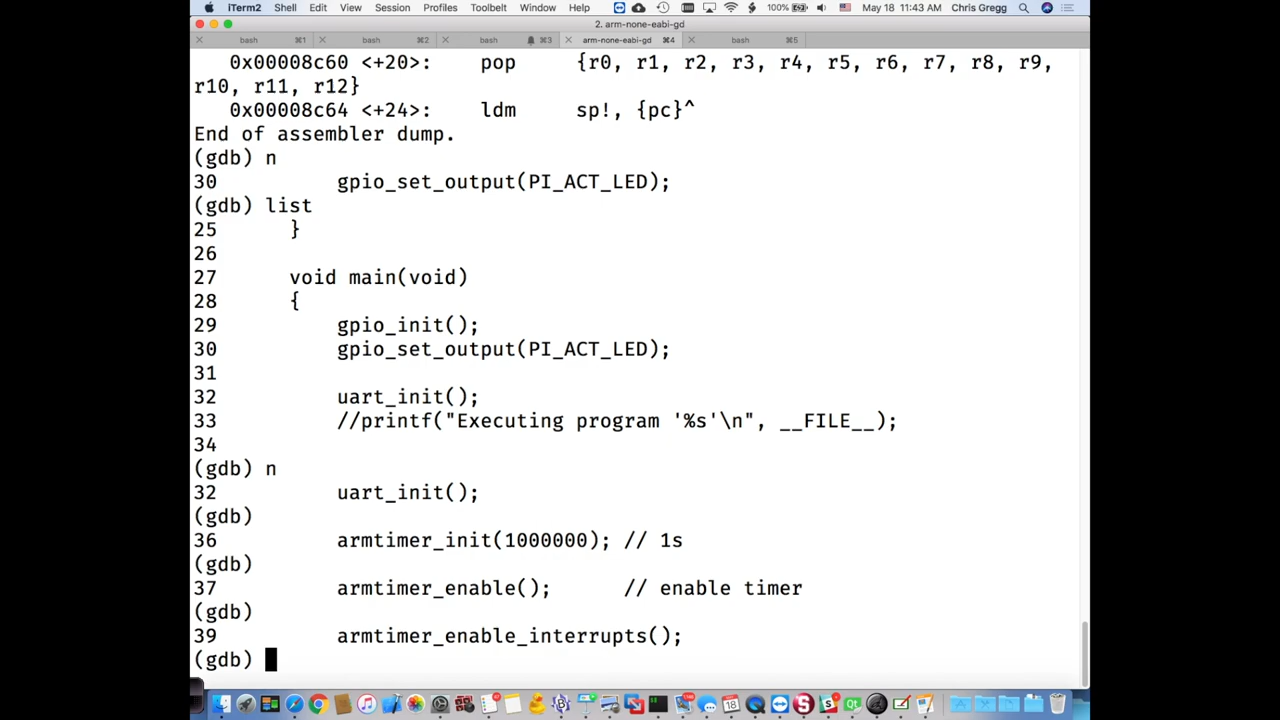 iTerm2 Shell Edit View Session Profiles Toolbelt Window Help 100% May 18 11:43 AM Chris Gregg
2. arm-none-eabi-gd
bash ⌘1 bash ⌘2 bash ⌘3 arm-none-eabi-gd ⌘4 bash ⌘5
0x00008c60 <+20>: pop {r0, r1, r2, r3, r4, r5, r6, r7, r8, r9,
r10, r11, r12}
0x00008c64 <+24>: ldm sp!, {pc}^
End of assembler dump.
(gdb) n
30 gpio_set_output(PI_ACT_LED);
(gdb) list
25 }
26
27 void main(void)
28 {
29 gpio_init();
30 gpio_set_output(PI_ACT_LED);
31
32 uart_init();
33 //printf("Executing program '%s'\n", __FILE__);
34
(gdb) n
32 uart_init();
(gdb)
36 armtimer_init(1000000); // 1s
(gdb)
37 armtimer_enable(); // enable timer
(gdb)
39 armtimer_enable_interrupts();
(gdb)